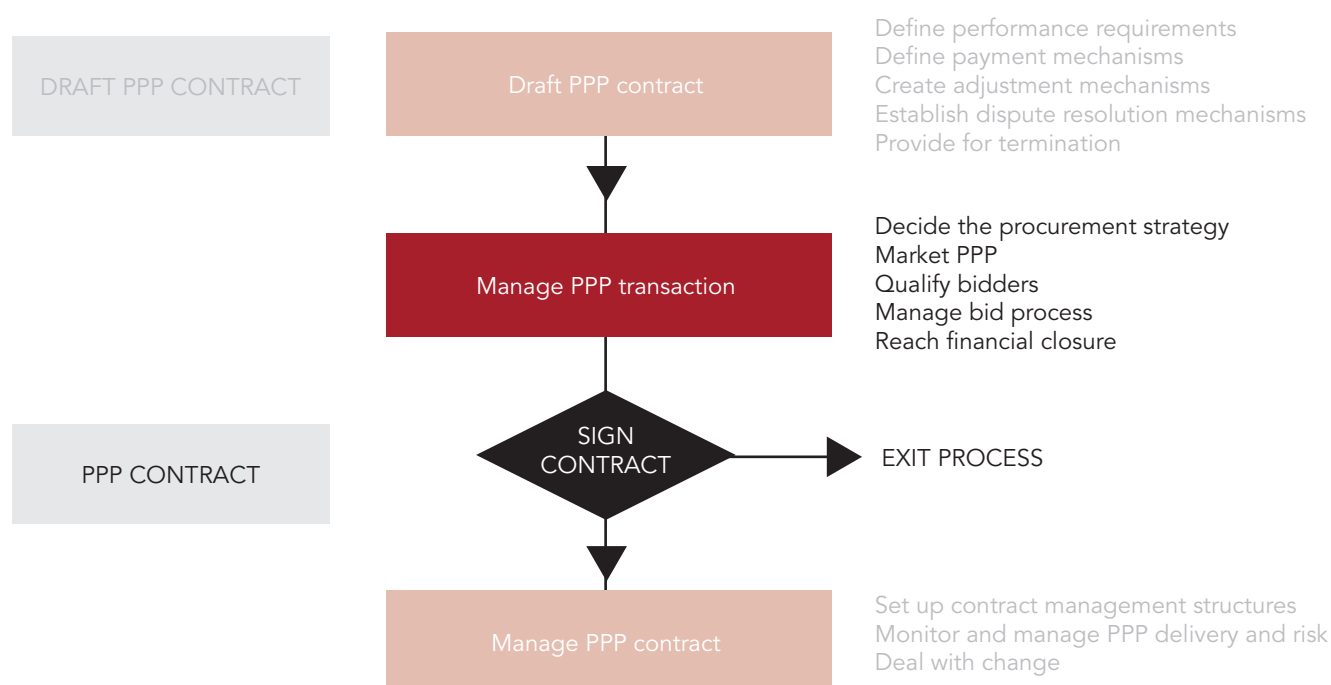 DRAFT PPP CONTRACT
Draft PPP contract
Define performance requirements
Define payment mechanisms
Create adjustment mechanisms
Establish dispute resolution mechanisms
Provide for termination
Manage PPP transaction
Decide the procurement strategy
Market PPP
Qualify bidders
Manage bid process
Reach financial closure
PPP CONTRACT
SIGN
CONTRACT
EXIT PROCESS
Manage PPP contract
Set up contract management structures
Monitor and manage PPP delivery and risk
Deal with change